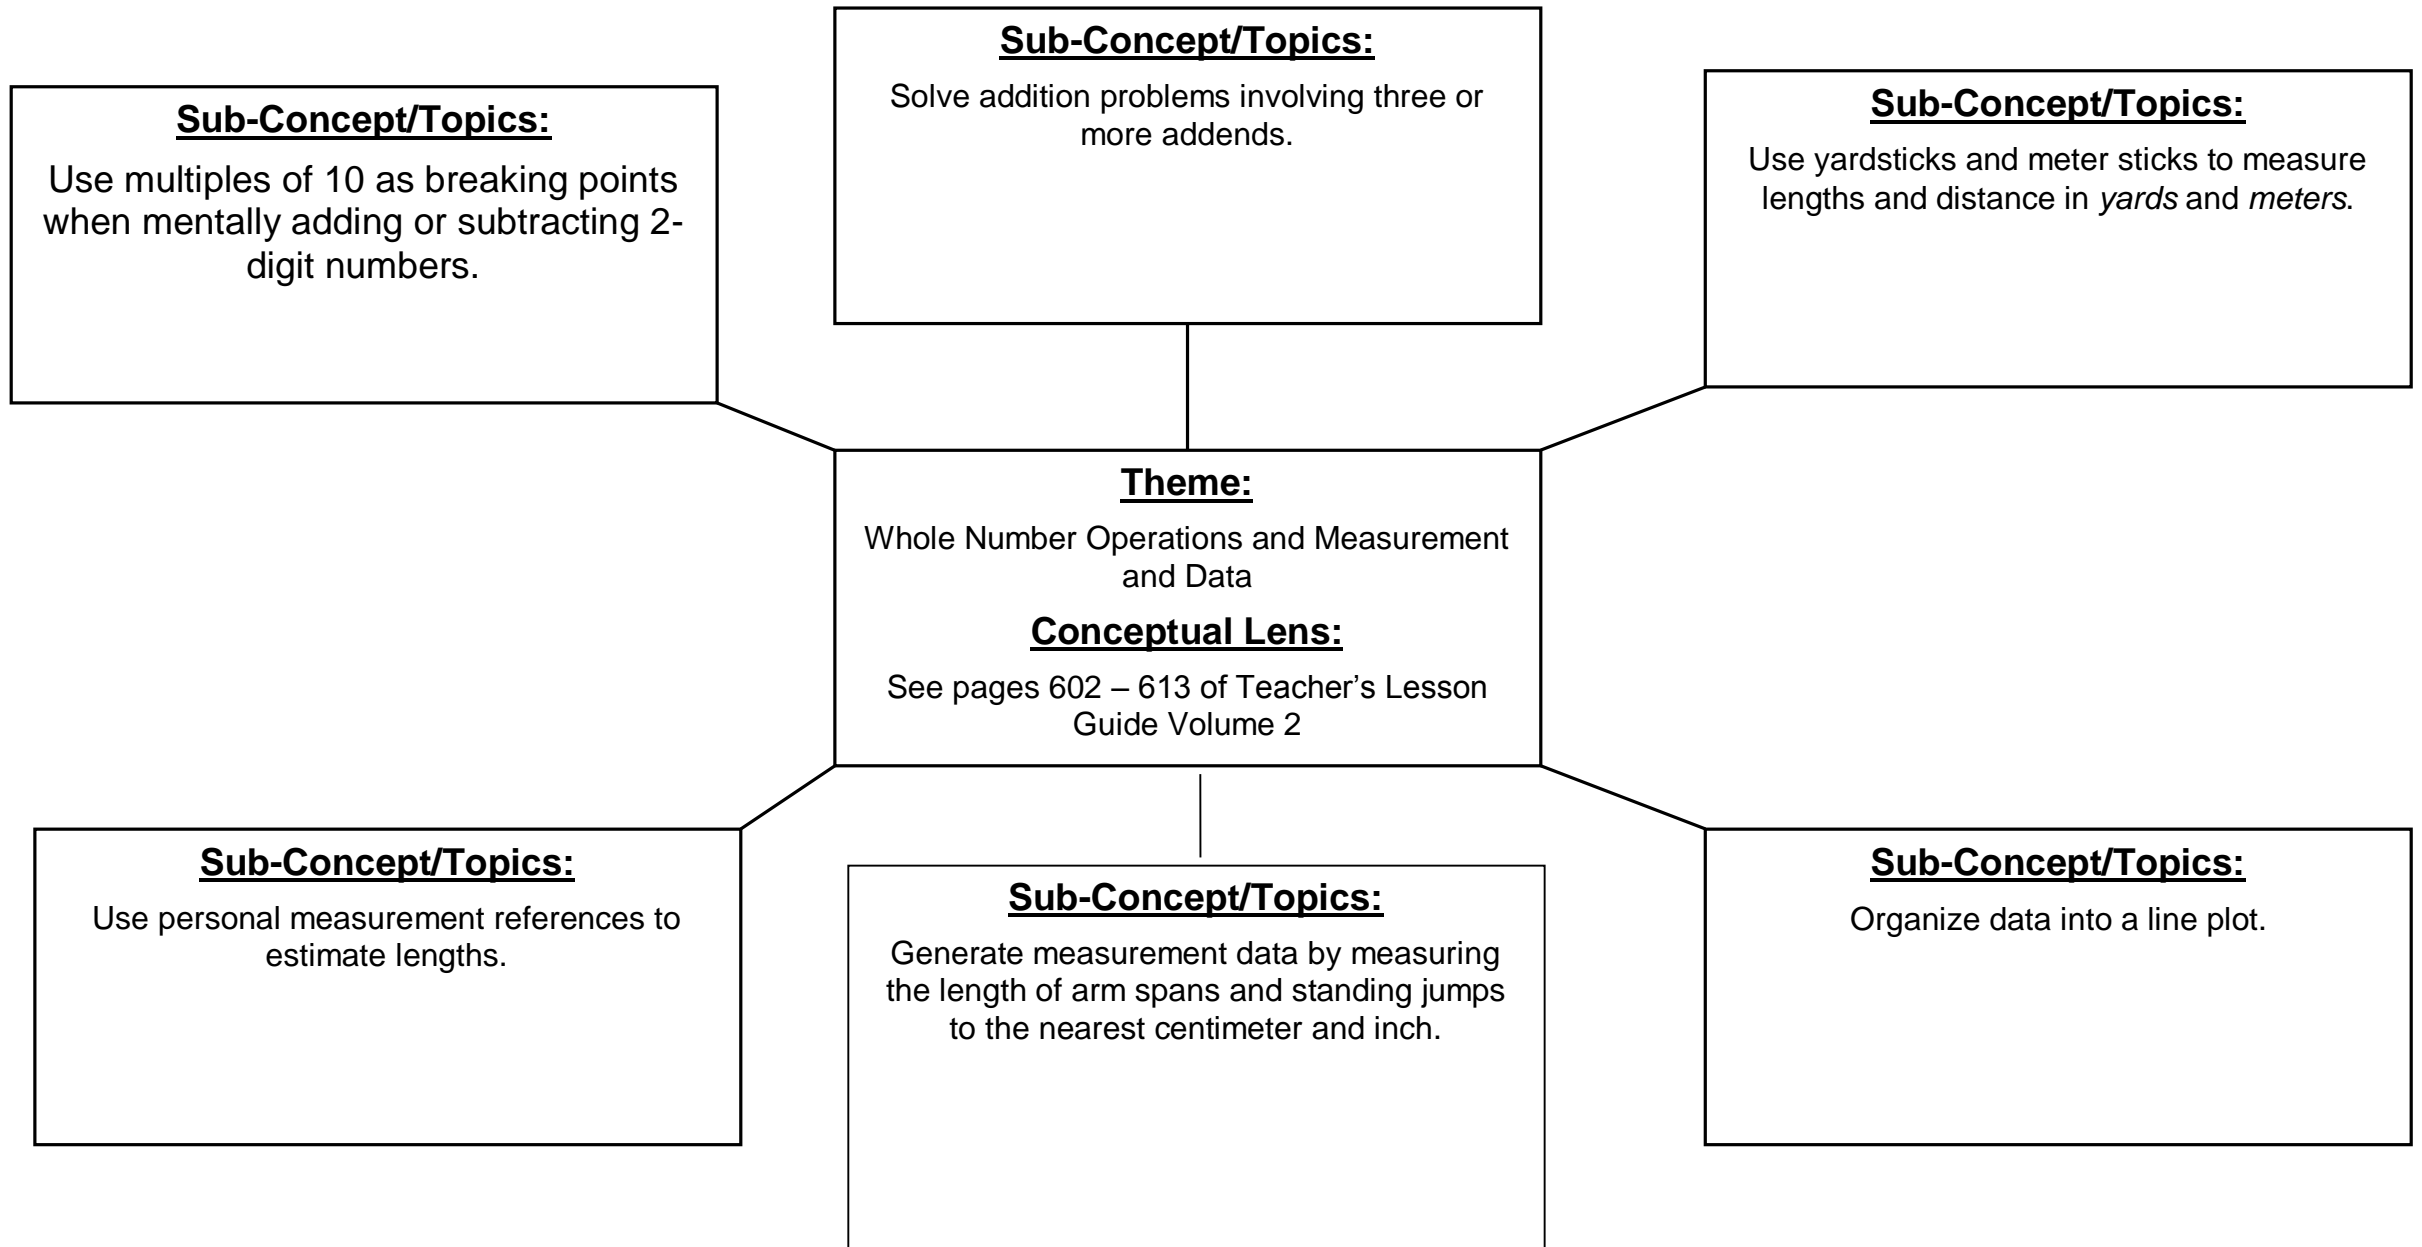 Sub-Concept/Topics:
Use multiples of 10 as breaking points
when mentally adding or subtracting 2-
digit numbers.
Sub-Concept/Topics:
Solve addition problems involving three or
more addends.
Sub-Concept/Topics:
Use yardsticks and meter sticks to measure
lengths and distance in yards and meters.
Theme:
Whole Number Operations and Measurement
and Data
Conceptual Lens:
See pages 602 – 613 of Teacher’s Lesson
Guide Volume 2
Sub-Concept/Topics:
Use personal measurement references to
estimate lengths.
Sub-Concept/Topics:
Generate measurement data by measuring
the length of arm spans and standing jumps
to the nearest centimeter and inch.
Sub-Concept/Topics:
Organize data into a line plot.